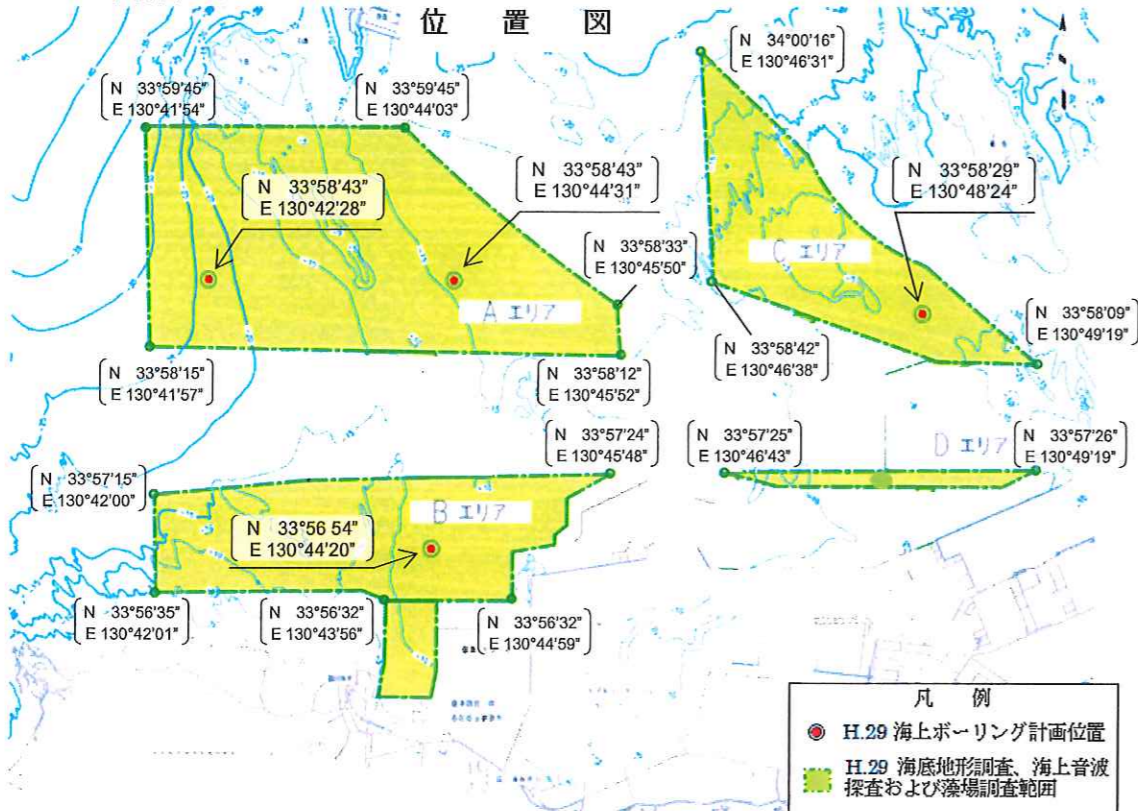 位置図
N 33°59'45"
E 130°41'54"
N 33°59'45"
E 130°44'03"
N 34°00'16"
E 130°46'31"
N 33°58'43"
E 130°42'28"
N 33°58'43"
E 130°44'31"
N 33°58'29"
E 130°48'24"
N 33°58'33"
E 130°45'50"
A エリア
C エリア
N 33°58'15"
E 130°41'57"
N 33°58'12"
E 130°45'52"
N 33°58'42"
E 130°46'38"
N 33°58'09"
E 130°49'19"
N 33°57'15"
E 130°42'00"
N 33°57'24"
E 130°45'48"
N 33°57'25"
E 130°46'43"
D エリア
N 33°57'26"
E 130°49'19"
B エリア
N 33°56 54"
E 130°44'20"
N 33°56'35"
E 130°42'01"
N 33°56'32"
E 130°43'56"
N 33°56'32"
E 130°44'59"
凡例
H.29 海上ボーリング計画位置
H.29 海底地形調査、海上音波
探査および藻場調査範囲